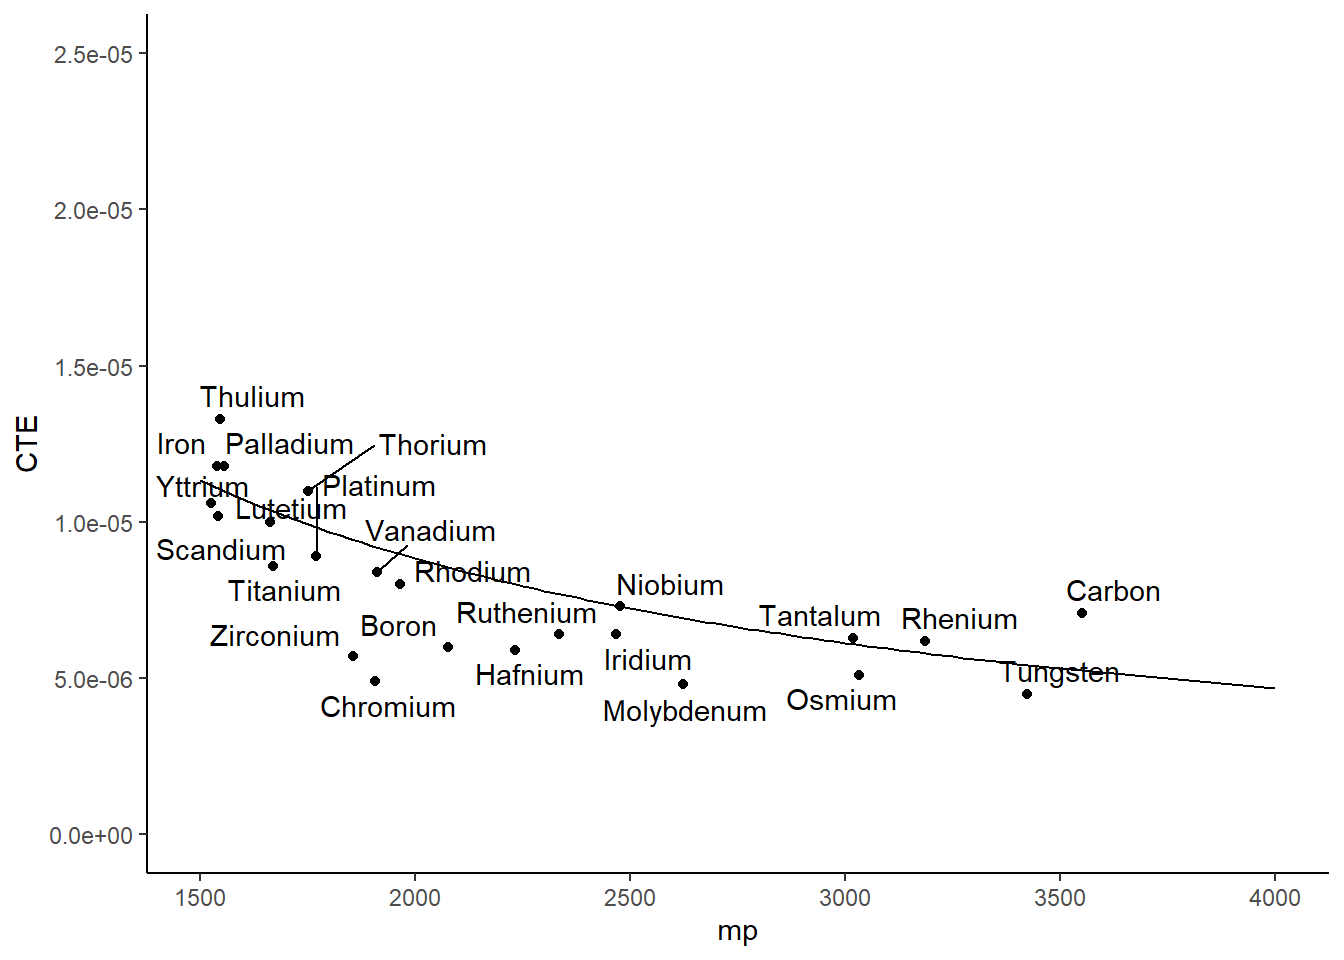 2.5e-05
2.0e-05
1.5e-05
1.0e-05
5.0e-06
0.0e+00
CTE
Thulium
Iron
Palladium
Thorium
Yttrium
Platinum
Lutetium
Vanadium
Scandium
Titanium
Rhodium
Niobium
Carbon
Zirconium
Boron
Ruthenium
Tantalum
Rhenium
Iridium
Hafnium
Tungsten
Chromium
Molybdenum
Osmium
1500
2000
2500
3000
3500
4000
mp